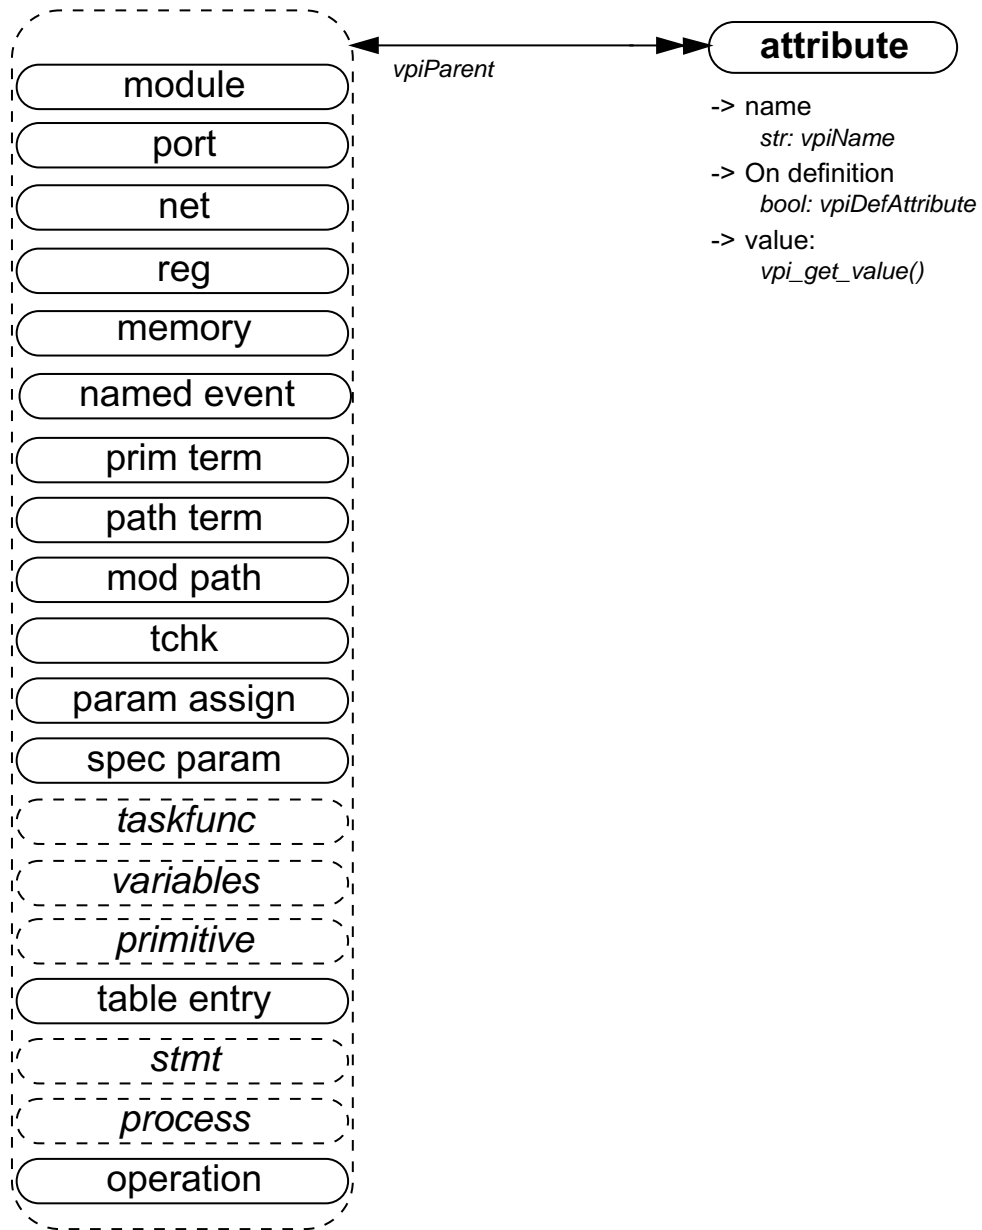 module
port
net
reg
memory
named event
prim term
path term
mod path
tchk
param assign
spec param
taskfunc
variables
primitive
table entry
stmt
process
operation
vpiParent
attribute
-> name
str: vpiName
-> On definition
bool: vpiDefAttribute
-> value:
vpi_get_value()